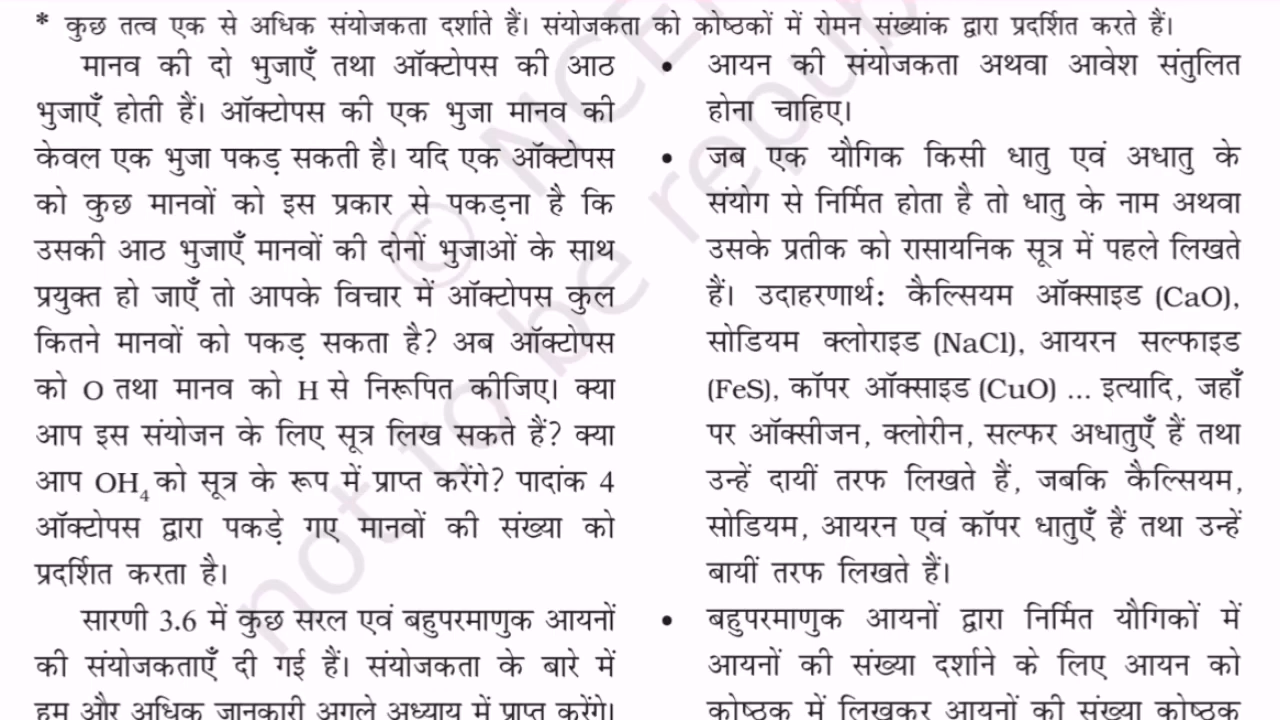 * कुछ तत्व एक से अधिक संयोजकता दर्शाते हैं। संयोजकता को कोष्ठकों में रोमन संख्यांक द्वारा प्रदर्शित करते हैं।
मानव की दो भुजाएँ तथा ऑक्टोपस की आठ
भुजाएँ होती हैं। ऑक्टोपस की एक भुजा मानव की
केवल एक भुजा पकड़ सकती है। यदि एक ऑक्टोपस
को कुछ मानवों को इस प्रकार से पकड़ना है कि
उसकी आठ भुजाएँ मानवों की दोनों भुजाओं के साथ
प्रयुक्त हो जाएँ तो आपके विचार में ऑक्टोपस कुल
कितने मानवों को पकड़ सकता है? अब ऑक्टोपस
को O तथा मानव को H से निरूपित कीजिए। क्या
आप इस संयोजन के लिए सूत्र लिख सकते हैं? क्या
आप OH₄ को सूत्र के रूप में प्राप्त करेंगे? पादांक 4
ऑक्टोपस द्वारा पकड़े गए मानवों की संख्या को
प्रदर्शित करता है।
सारणी 3.6 में कुछ सरल एवं बहुपरमाणुक आयनों
की संयोजकताएँ दी गई हैं। संयोजकता के बारे में
हम और अधिक जानकारी अगले अध्याय में प्राप्त करेंगे।
• आयन की संयोजकता अथवा आवेश संतुलित
होना चाहिए।
• जब एक यौगिक किसी धातु एवं अधातु के
संयोग से निर्मित होता है तो धातु के नाम अथवा
उसके प्रतीक को रासायनिक सूत्र में पहले लिखते
हैं। उदाहरणार्थ: कैल्सियम ऑक्साइड (CaO),
सोडियम क्लोराइड (NaCl), आयरन सल्फाइड
(FeS), कॉपर ऑक्साइड (CuO) ... इत्यादि, जहाँ
पर ऑक्सीजन, क्लोरीन, सल्फर अधातुएँ हैं तथा
उन्हें दायीं तरफ लिखते हैं, जबकि कैल्सियम,
सोडियम, आयरन एवं कॉपर धातुएँ हैं तथा उन्हें
बायीं तरफ लिखते हैं।
• बहुपरमाणुक आयनों द्वारा निर्मित यौगिकों में
आयनों की संख्या दर्शाने के लिए आयन को
कोष्ठक में लिखकर आयनों की संख्या कोष्ठक
© NCE
not to be repu